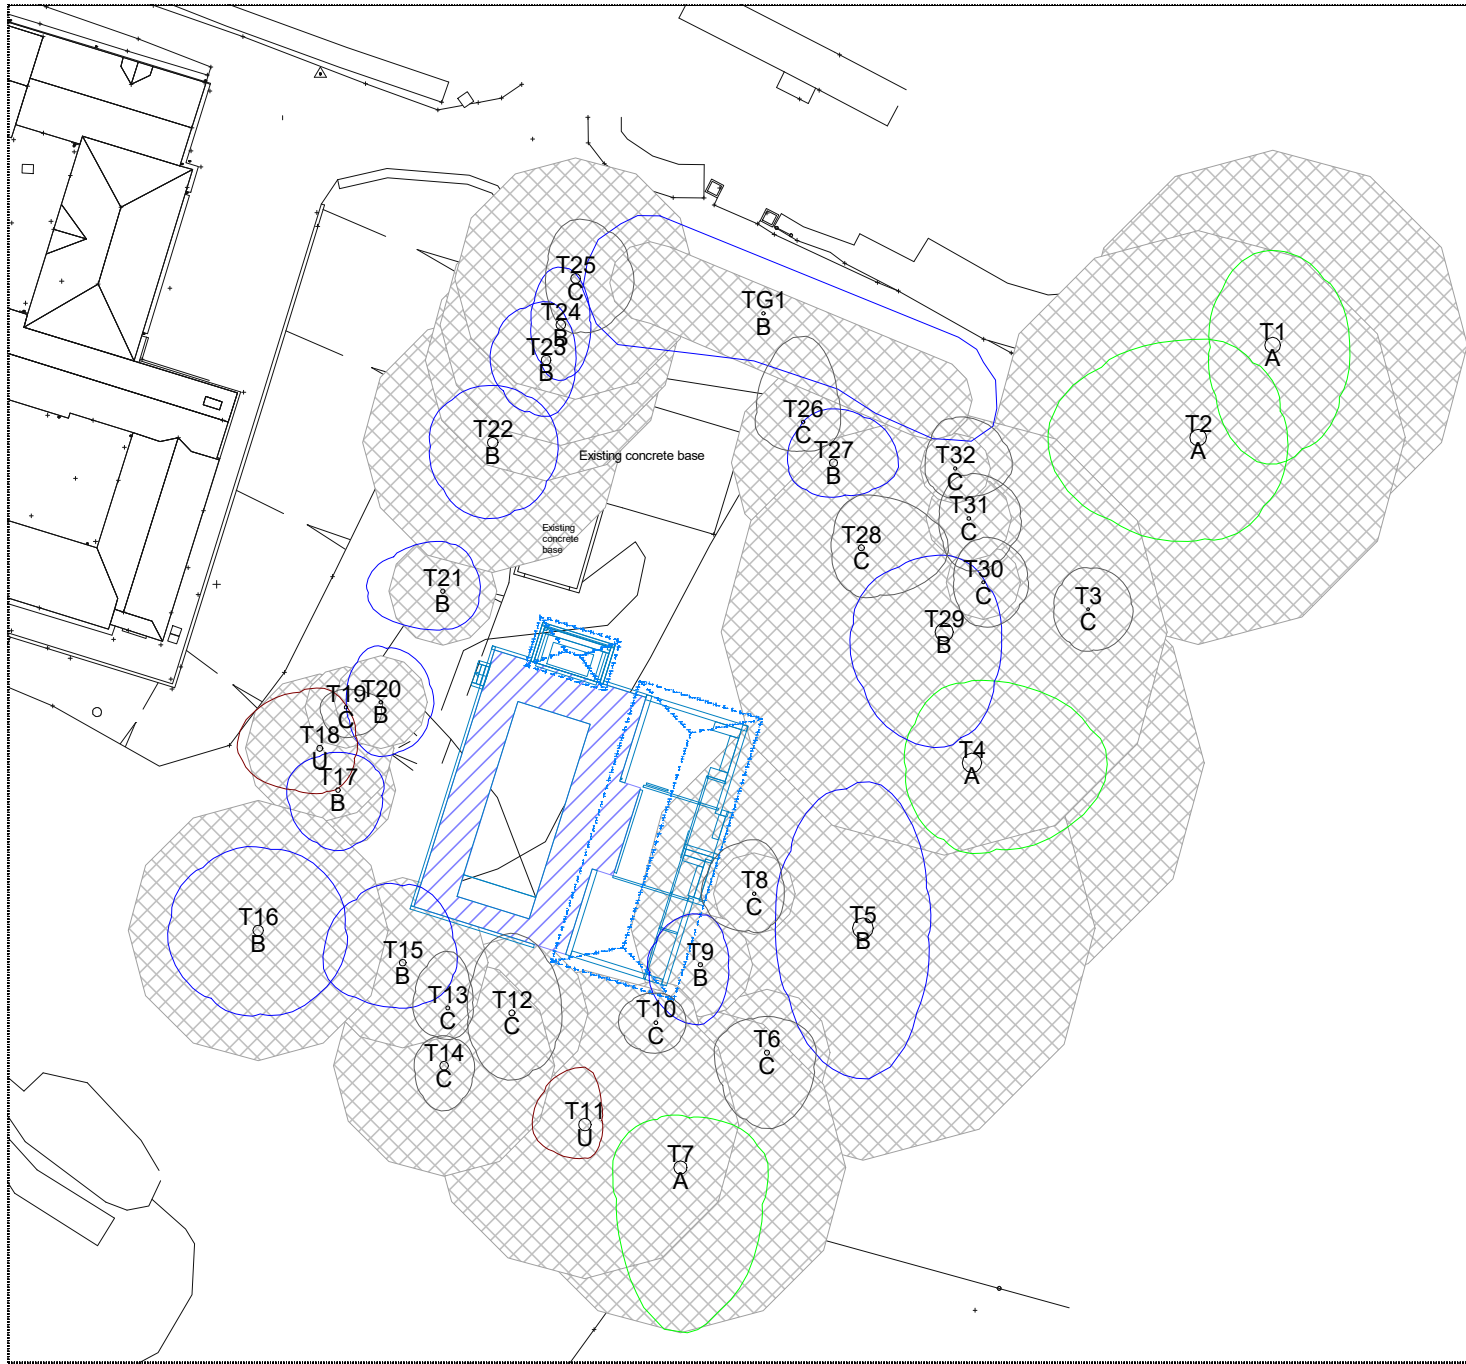 T25
C
T24
B
T23
B
TG1
B
T1
A
T2
A
T22
B
Existing concrete base
T26
C
T27
B
T32
C
T31
C
Existing
concrete
base
T28
C
T21
B
T30
C
T3
C
T29
B
T19
C
T20
B
T18
U
T17
B
T4
A
T8
C
T16
B
T5
B
T15
B
T9
B
T13
C
T12
C
T10
C
T14
C
T6
C
T11
U
T7
A